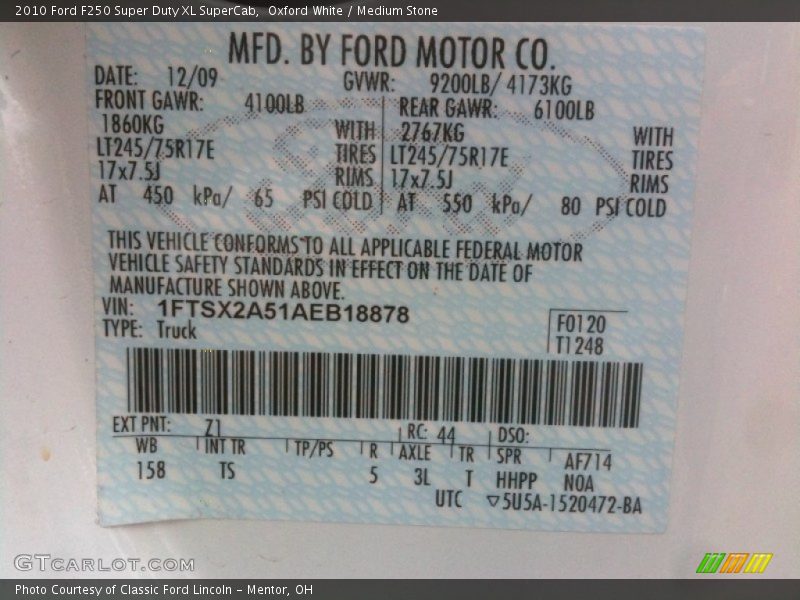 2010 Ford F250 Super Duty XL SuperCab, Oxford White / Medium Stone
MFD. BY FORD MOTOR CO.
DATE: 12/09 GVWR: 9200LB/ 4173KG
FRONT GAWR: 4100LB REAR GAWR: 6100LB
1860KG WITH 2767KG WITH
LT245/75R17E TIRES LT245/75R17E TIRES
17x7.5J RIMS 17x7.5J RIMS
AT 450 kPa/ 65 PSI COLD AT 550 kPa/ 80 PSI COLD
THIS VEHICLE CONFORMS TO ALL APPLICABLE FEDERAL MOTOR
VEHICLE SAFETY STANDARDS IN EFFECT ON THE DATE OF
MANUFACTURE SHOWN ABOVE.
VIN: 1FTSX2A51AEB18878
TYPE: Truck
F0120
T1248
EXT PNT: Z1 RC: 44 DSO:
WB INT TR TP/PS R AXLE TR SPR AF714
158 TS 5 3L T HHPP NOA
UTC ▽5U5A-1520472-BA
GTCARLOT.COM
Photo Courtesy of Classic Ford Lincoln - Mentor, OH